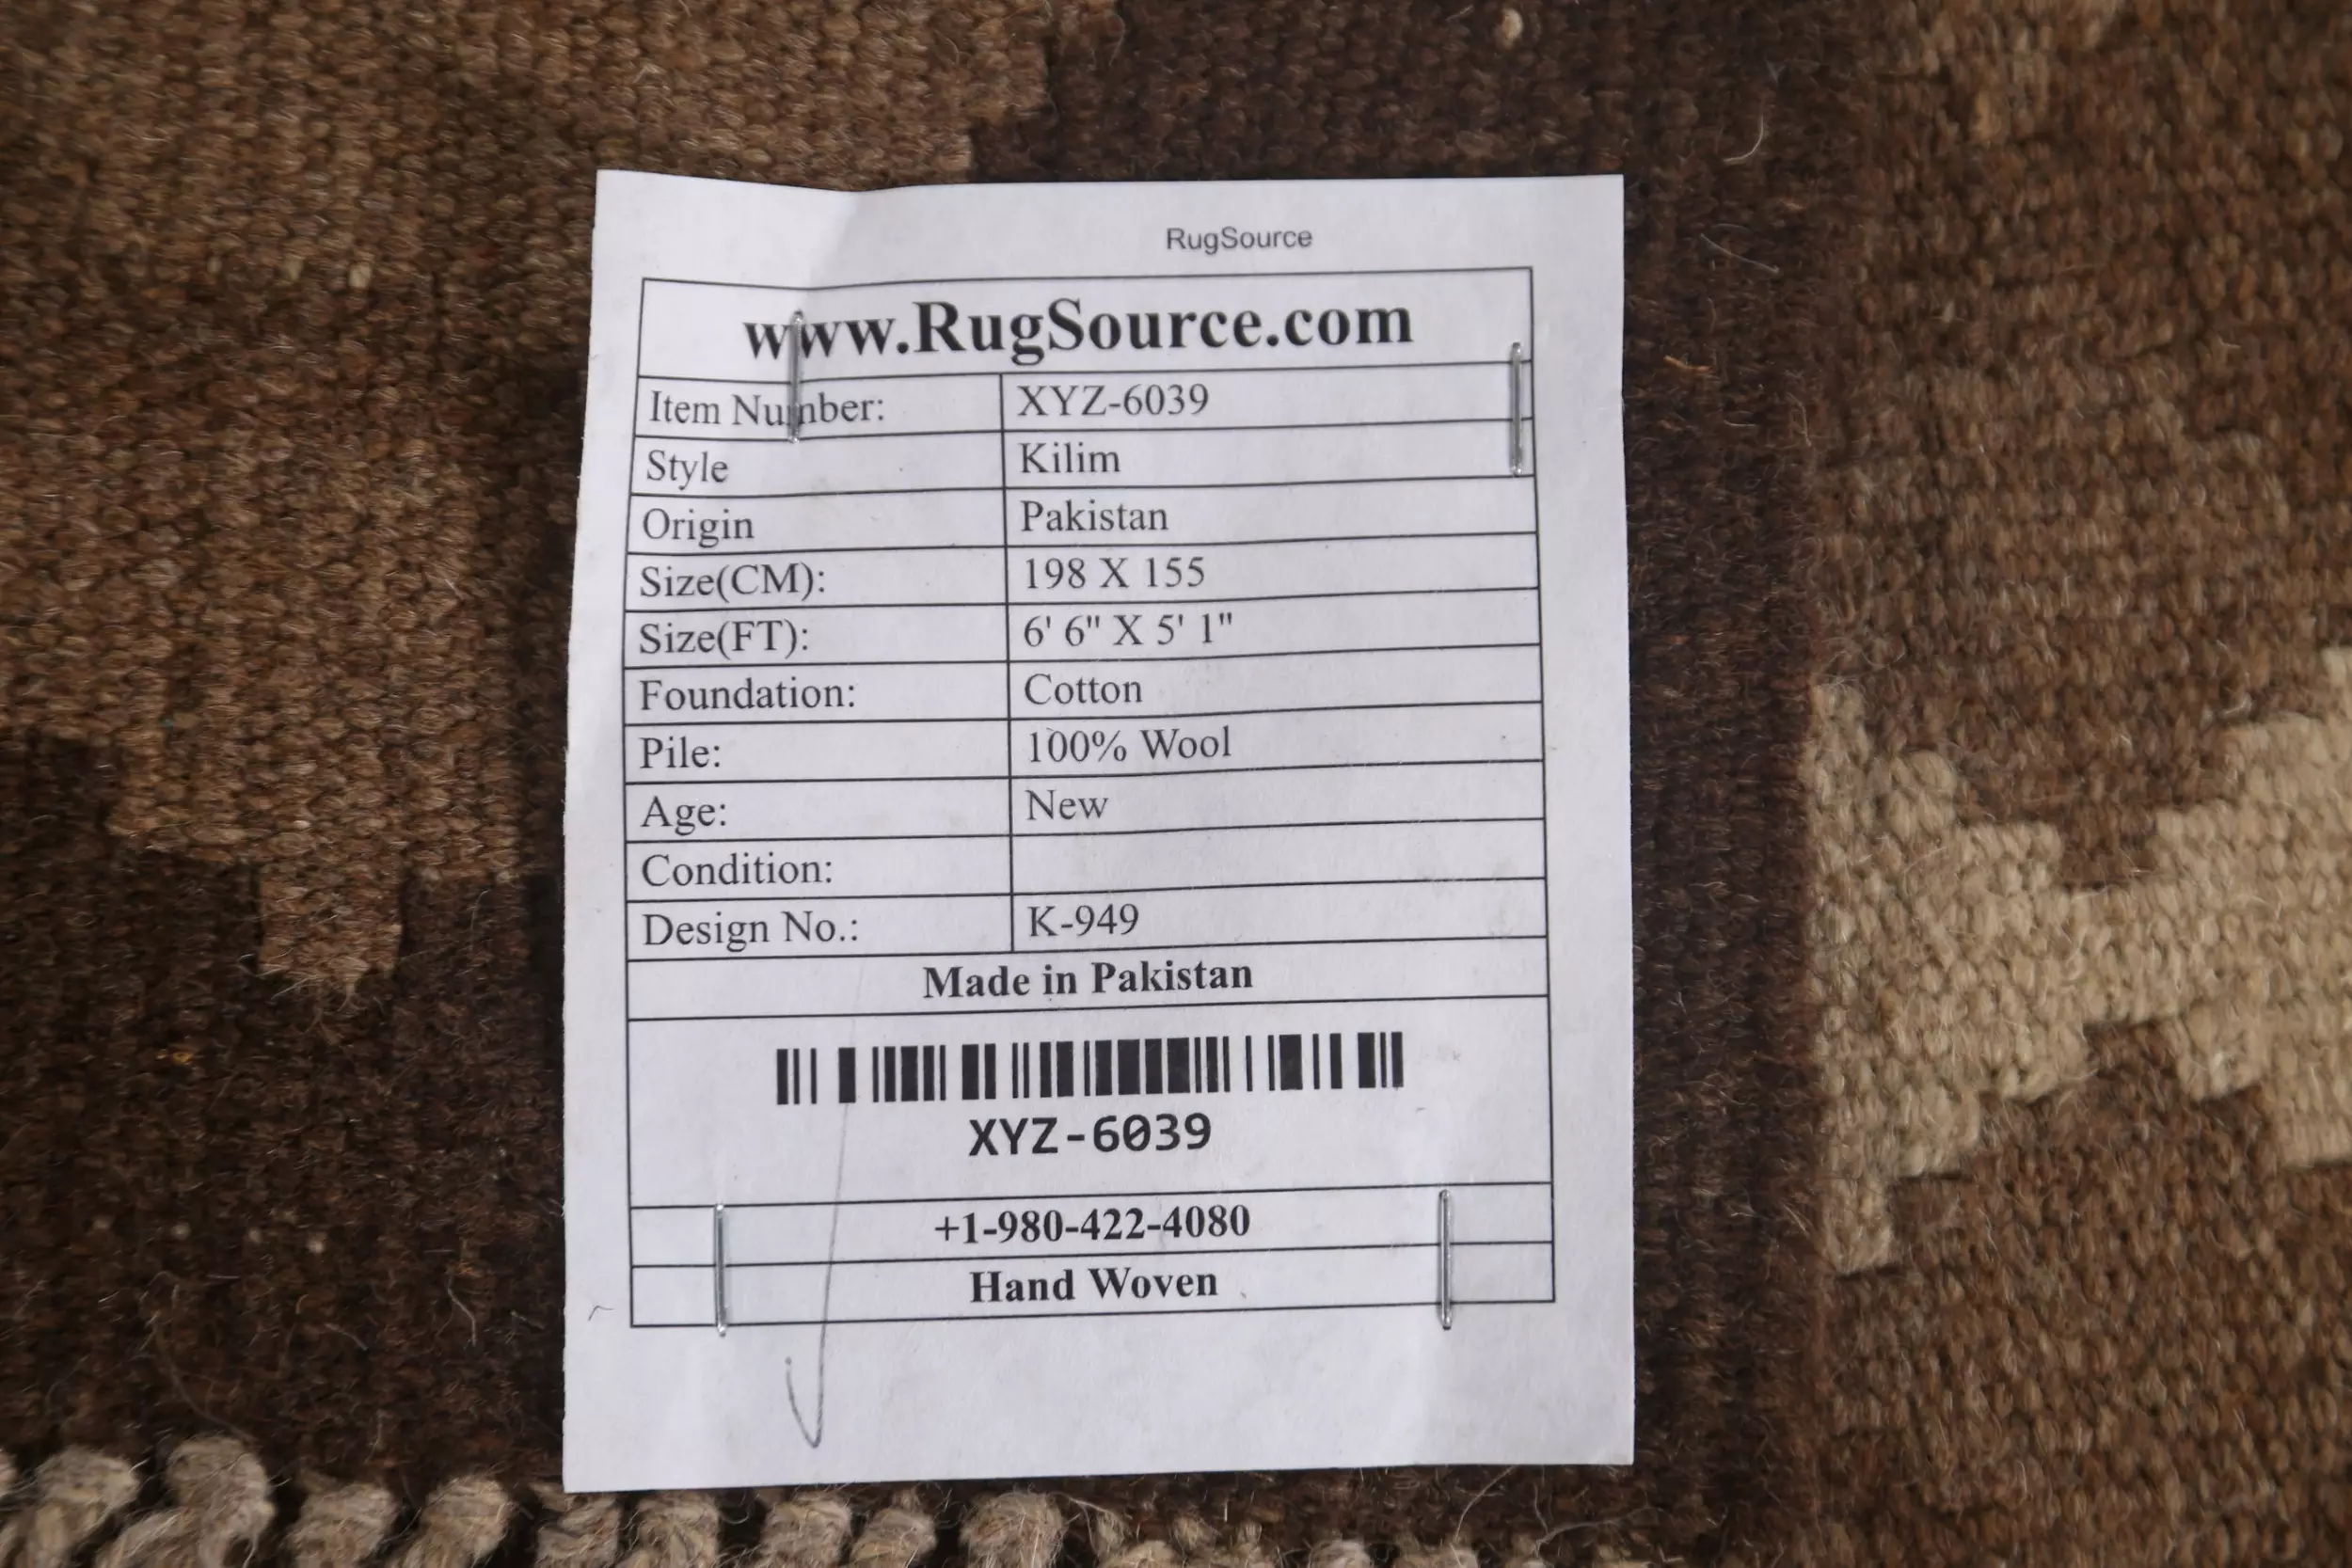 RugSource
www.RugSource.com
Item Number: XYZ-6039
Style Kilim
Origin Pakistan
Size(CM): 198 X 155
Size(FT): 6' 6" X 5' 1"
Foundation: Cotton
Pile: 100% Wool
Age: New
Condition:
Design No.: K-949
Made in Pakistan
XYZ-6039
+1-980-422-4080
Hand Woven